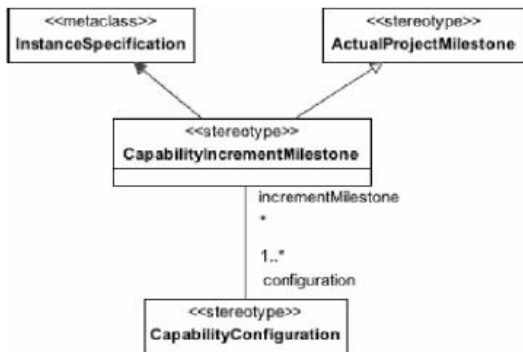 <<metaclass>>
InstanceSpecification
<<stereotype>>
ActualProjectMilestone
<<stereotype>>
CapabilityIncrementMilestone
incrementMilestone
*
1..*
configuration
<<stereotype>>
CapabilityConfiguration